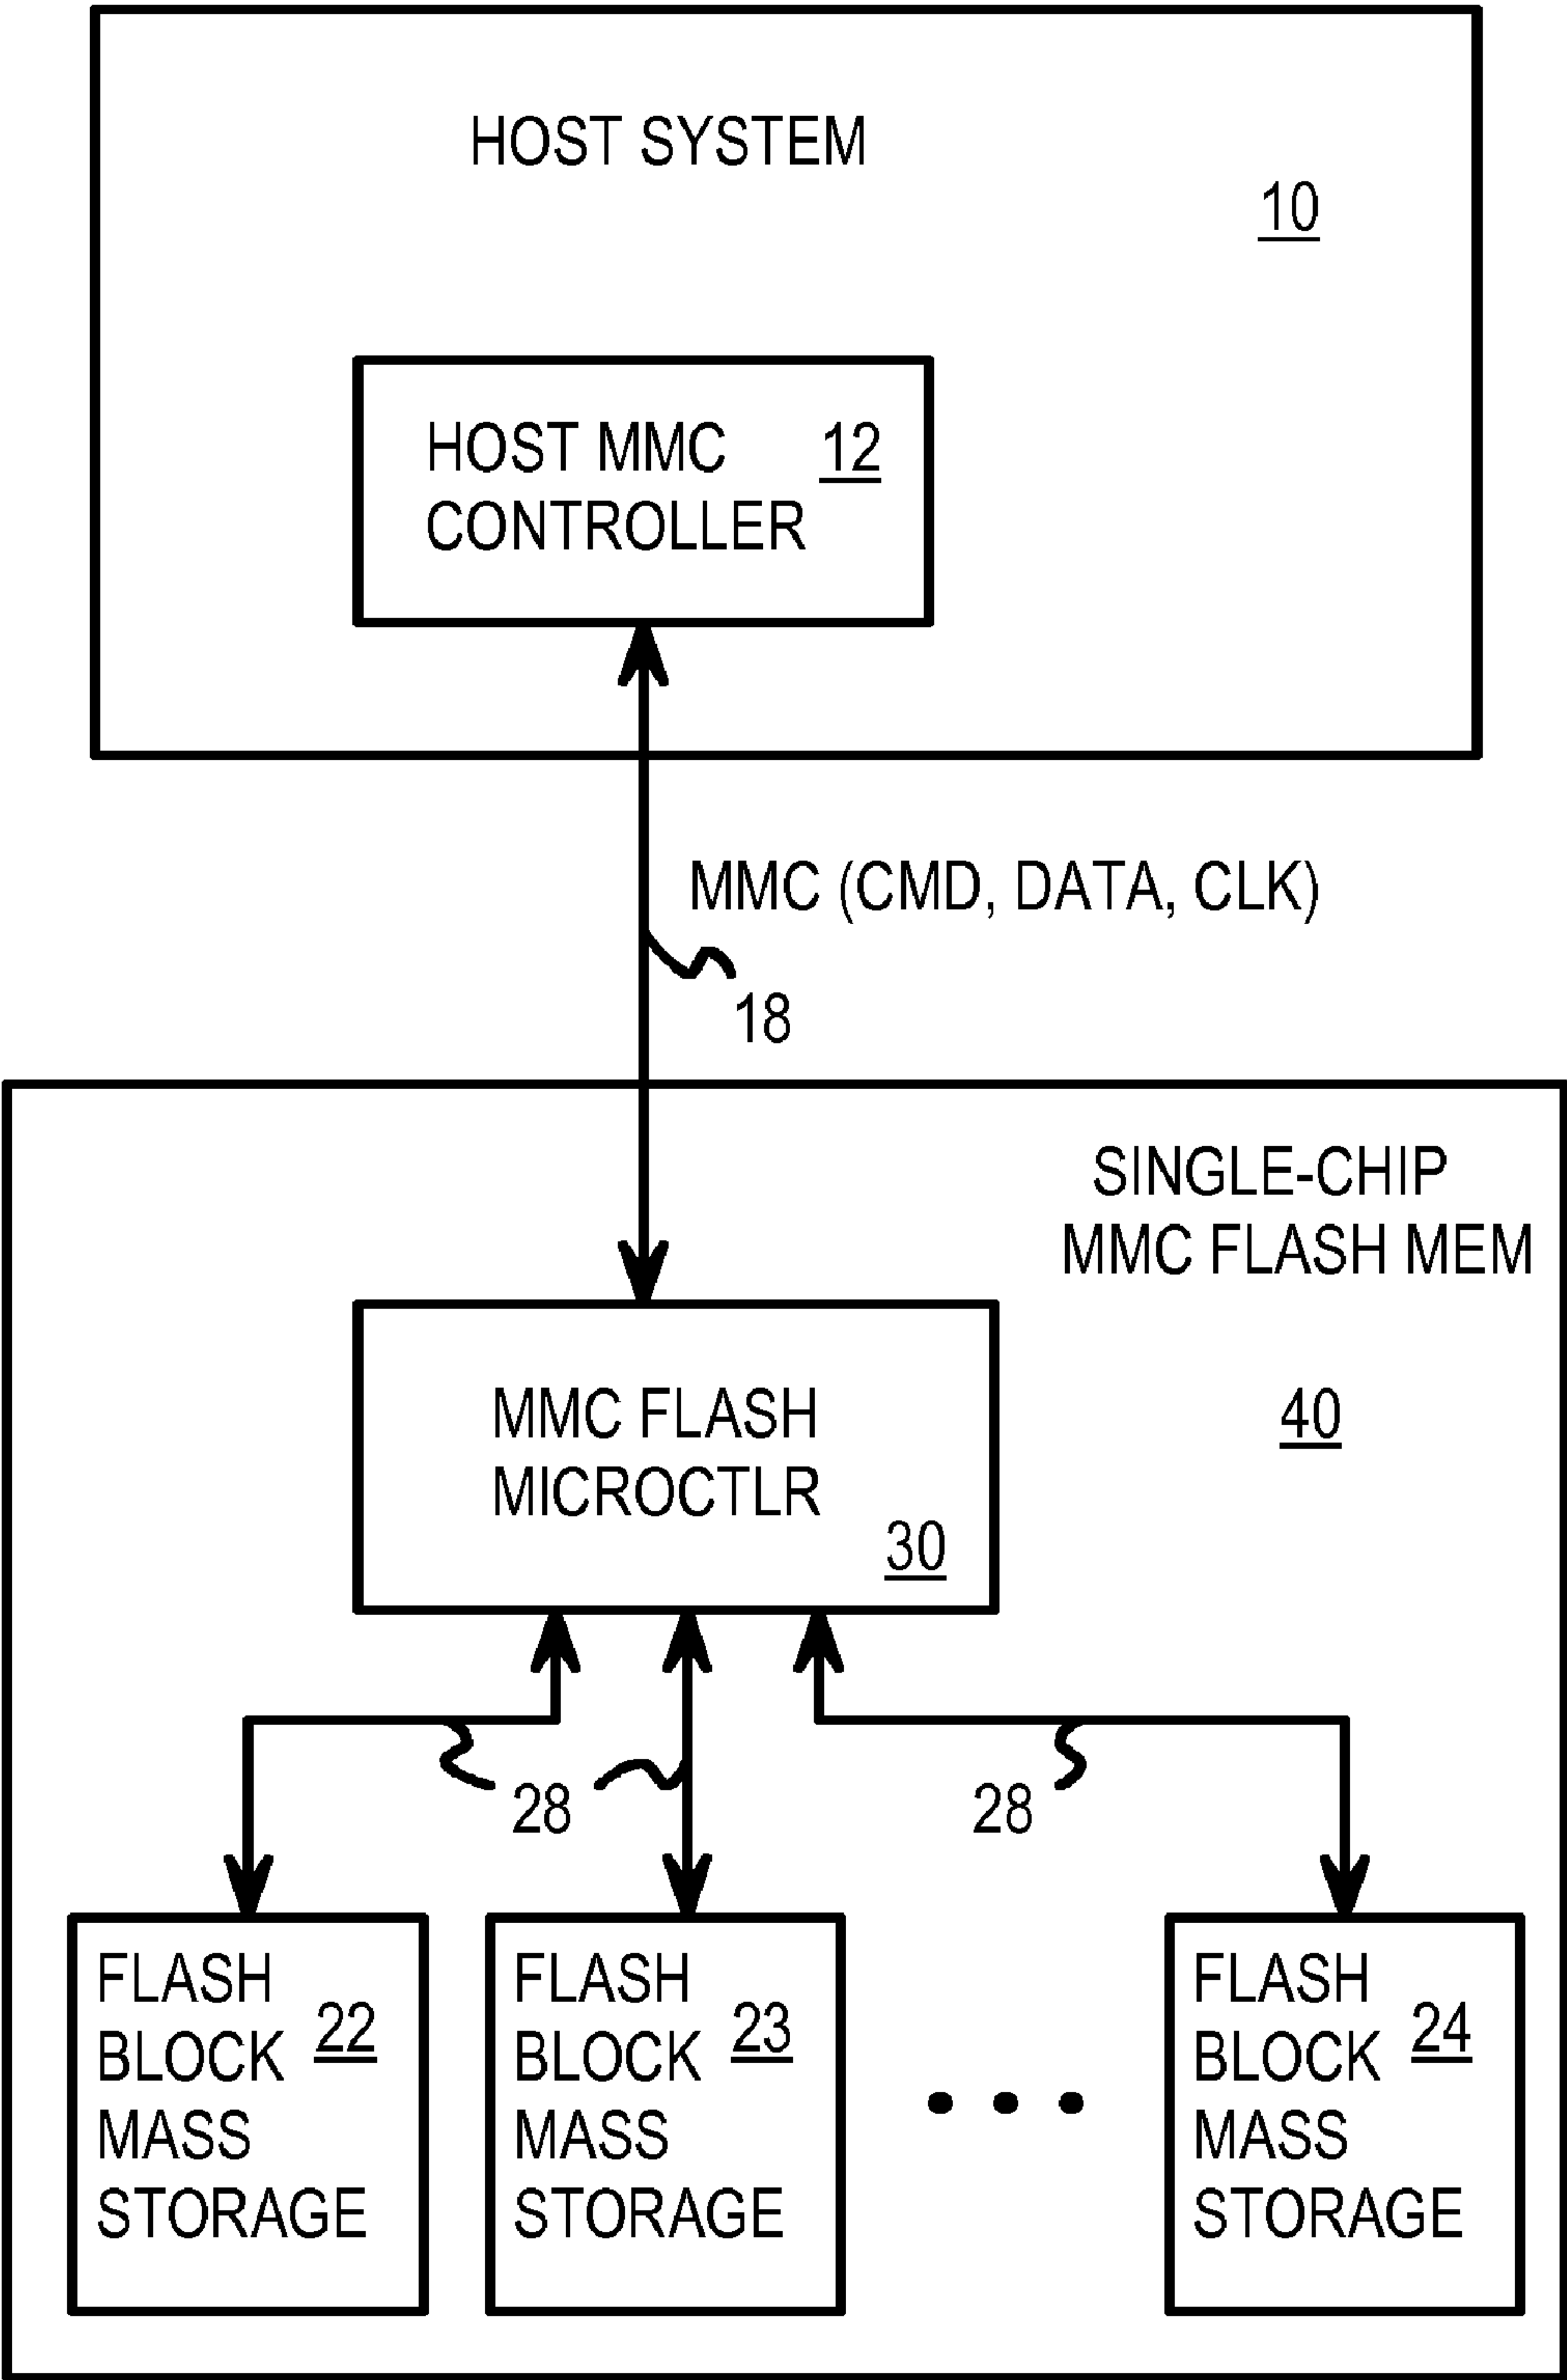 HOST SYSTEM
10
HOST MMC
CONTROLLER
12
MMC (CMD, DATA, CLK)
18
SINGLE-CHIP
MMC FLASH MEM
40
MMC FLASH
MICROCTLR
30
28
28
FLASH
BLOCK
MASS
STORAGE
22
FLASH
BLOCK
MASS
STORAGE
23
FLASH
BLOCK
MASS
STORAGE
24